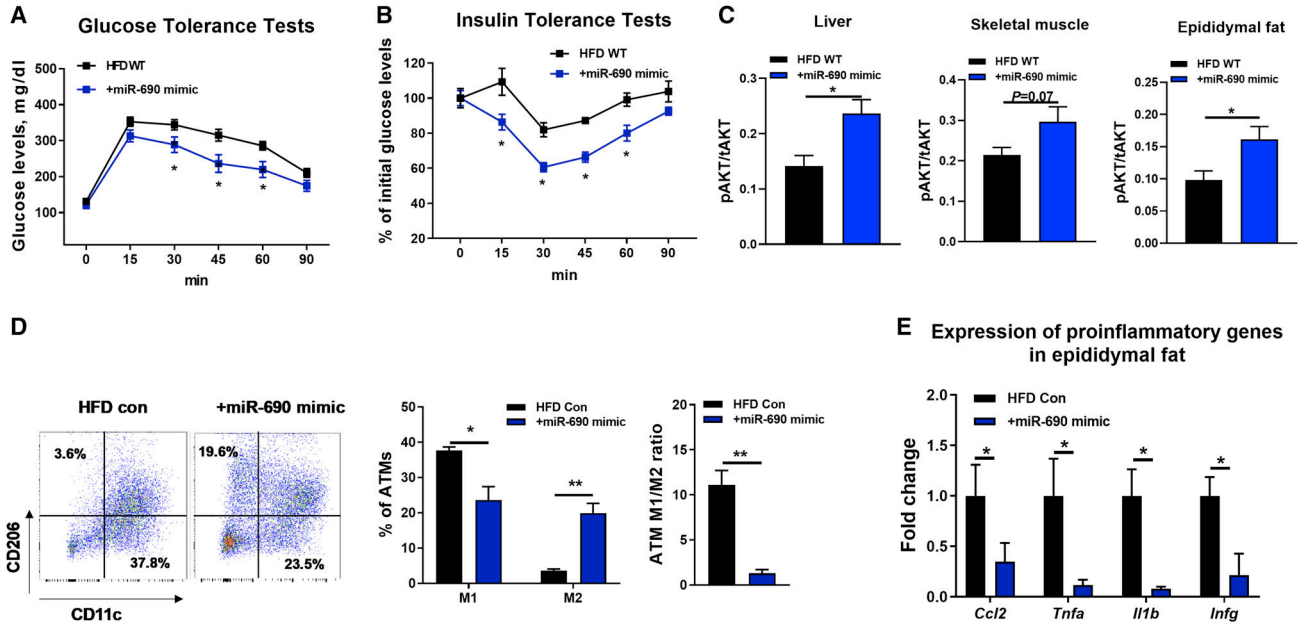 A
Glucose Tolerance Tests
HFD WT
+miR-690 mimic
Glucose levels, mg/dl
500
400
300
200
100
* * *
0 15 30 45 60 90
min
B
Insulin Tolerance Tests
HFD WT
+miR-690 mimic
% of initial glucose levels
120
100
80
60
40
20
* * * *
0 15 30 45 60 90
min
C
Liver
HFD WT
+miR-690 mimic
pAKT/tAKT
0.3
0.2
0.1
0.0
*
Skeletal muscle
HFD WT
+miR-690 mimic
pAKT/tAKT
0.4
0.3
0.2
0.1
0.0
P=0.07
Epididymal fat
HFD WT
+miR-690 mimic
pAKT/tAKT
0.25
0.20
0.15
0.10
0.05
0.00
*
D
HFD con
+miR-690 mimic
3.6%
37.8%
19.6%
23.5%
CD206
CD11c
HFD Con
+miR-690 mimic
% of ATMs
50
40
30
20
10
0
* **
M1 M2
HFD Con
+miR-690 mimic
ATM M1/M2 ratio
20
15
10
5
0
**
E
Expression of proinflammatory genes
in epididymal fat
HFD Con
+miR-690 mimic
Fold change
2.0
1.5
1.0
0.5
0.0
* * * *
Ccl2 Tnfa Il1b Infg